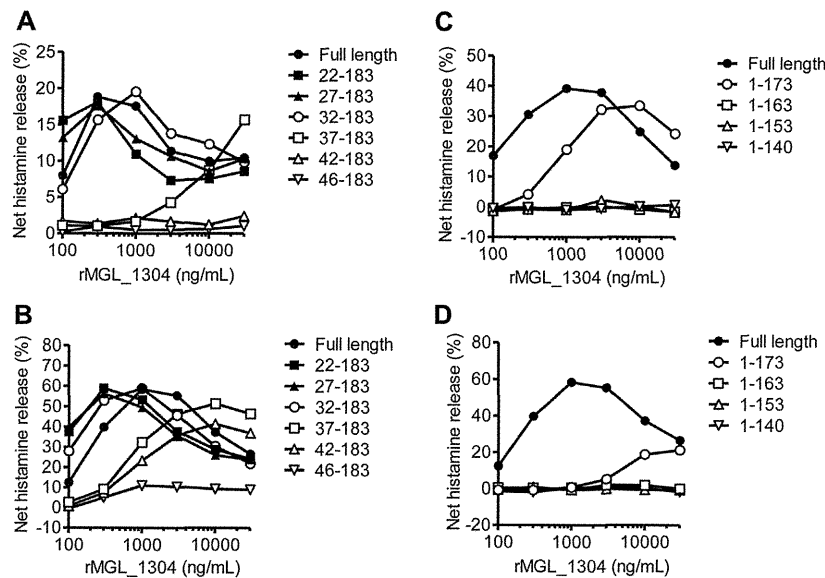 A
Net histamine release (%)
25
20
15
10
5
0
100 1000 10000
rMGL_1304 (ng/mL)
Full length
22-183
27-183
32-183
37-183
42-183
46-183
C
Net histamine release (%)
50
40
30
20
10
0
-10
100 1000 10000
rMGL_1304 (ng/mL)
Full length
1-173
1-163
1-153
1-140
B
Net histamine release (%)
80
70
60
50
40
30
20
10
0
-10
100 1000 10000
rMGL_1304 (ng/mL)
Full length
22-183
27-183
32-183
37-183
42-183
46-183
D
Net histamine release (%)
80
60
40
20
0
-20
100 1000 10000
rMGL_1304 (ng/mL)
Full length
1-173
1-163
1-153
1-140